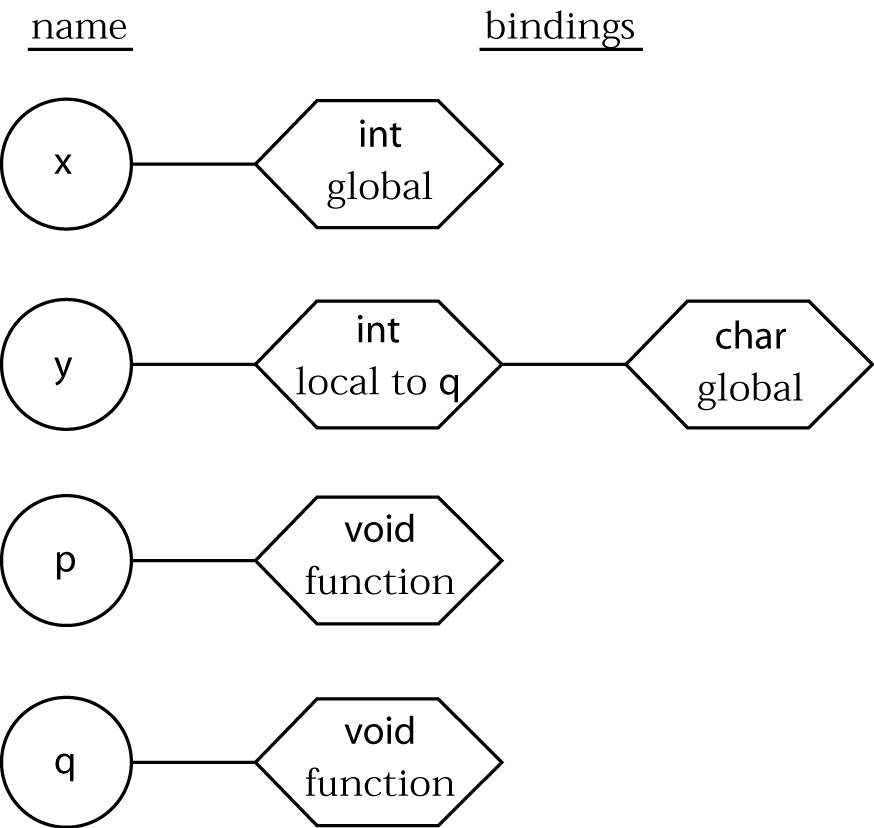 name
bindings
x
int
global
y
int
local to q
char
global
p
void
function
q
void
function